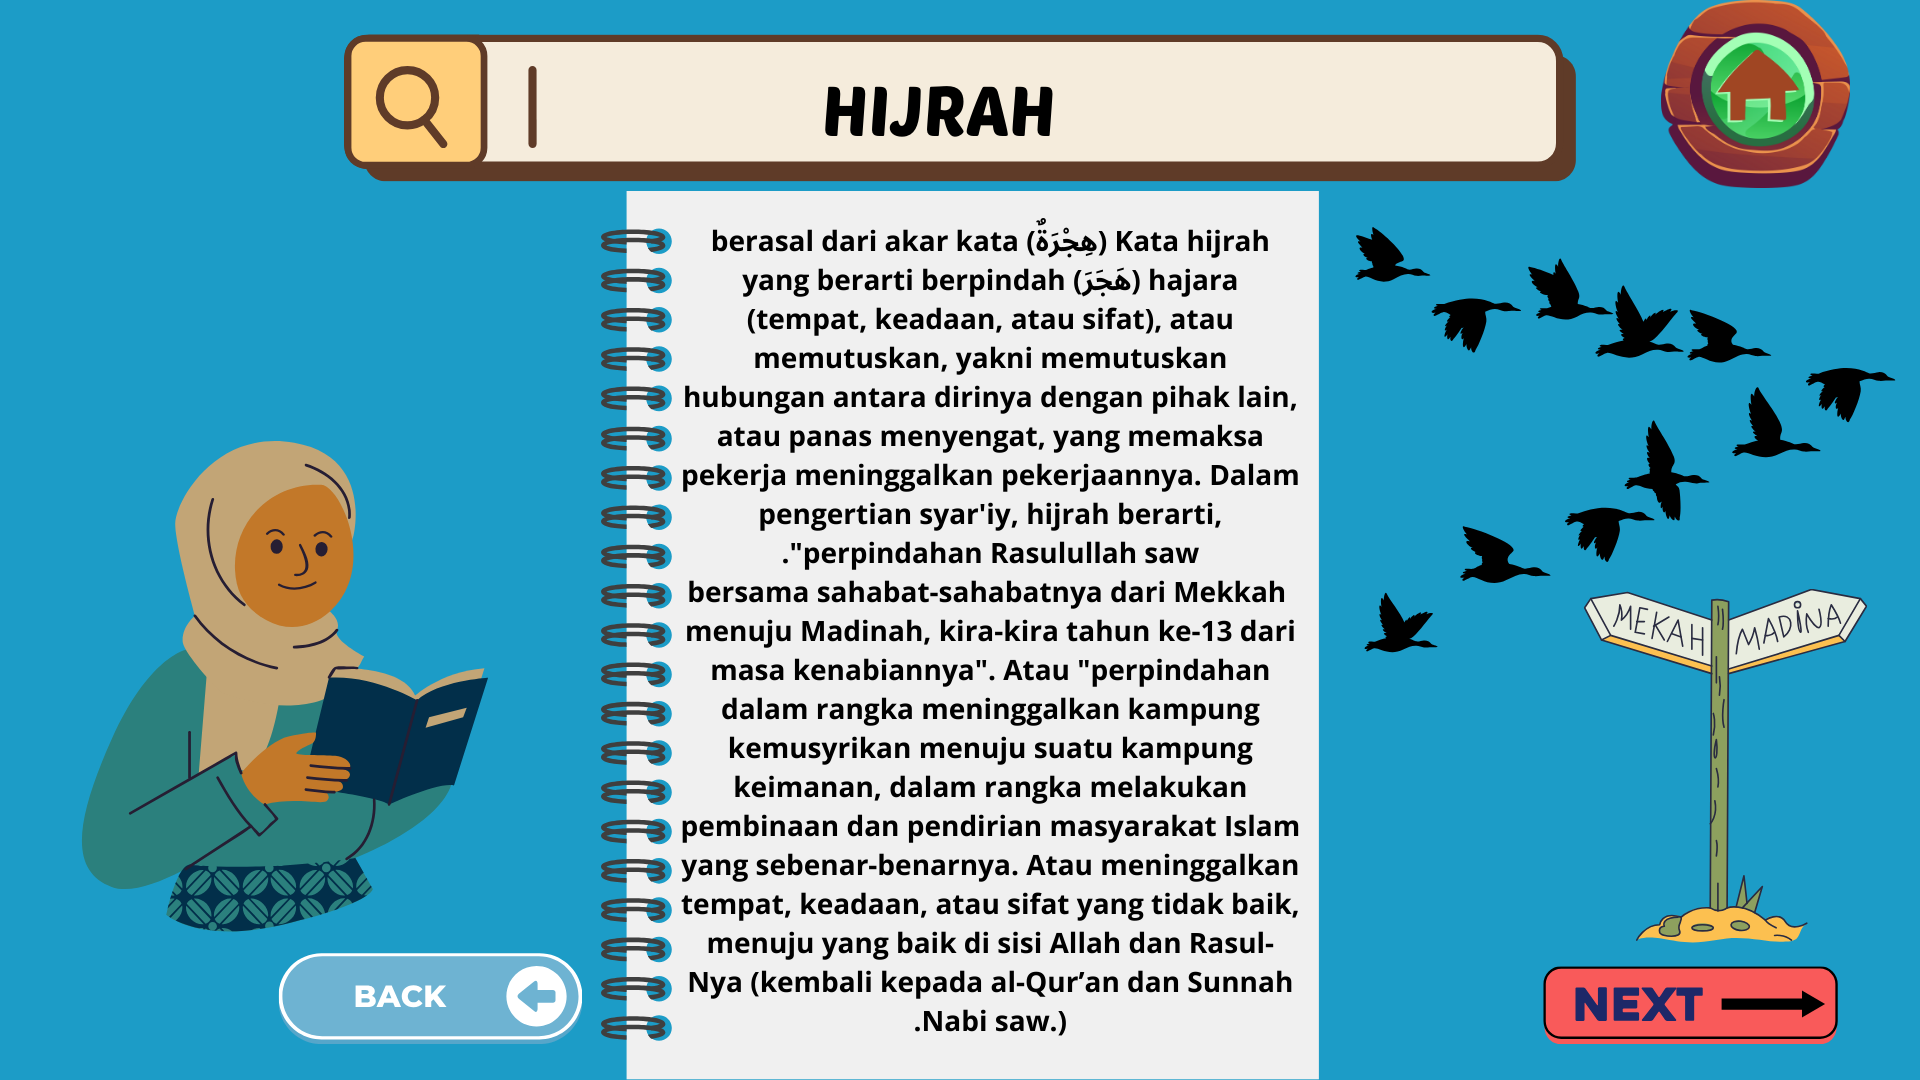 HIJRAH
berasal dari akar kata (هِجْرَةٌ) Kata hijrah
yang berarti berpindah (هَجَرَ) hajara
(tempat, keadaan, atau sifat), atau
memutuskan, yakni memutuskan
hubungan antara dirinya dengan pihak lain,
atau panas menyengat, yang memaksa
pekerja meninggalkan pekerjaannya. Dalam
pengertian syar'iy, hijrah berarti,
."perpindahan Rasulullah saw
bersama sahabat-sahabatnya dari Mekkah
menuju Madinah, kira-kira tahun ke-13 dari
masa kenabiannya". Atau "perpindahan
dalam rangka meninggalkan kampung
kemusyrikan menuju suatu kampung
keimanan, dalam rangka melakukan
pembinaan dan pendirian masyarakat Islam
yang sebenar-benarnya. Atau meninggalkan
tempat, keadaan, atau sifat yang tidak baik,
menuju yang baik di sisi Allah dan Rasul-
Nya (kembali kepada al-Qur’an dan Sunnah
.Nabi saw.)
MEKAH
MADINA
BACK
NEXT